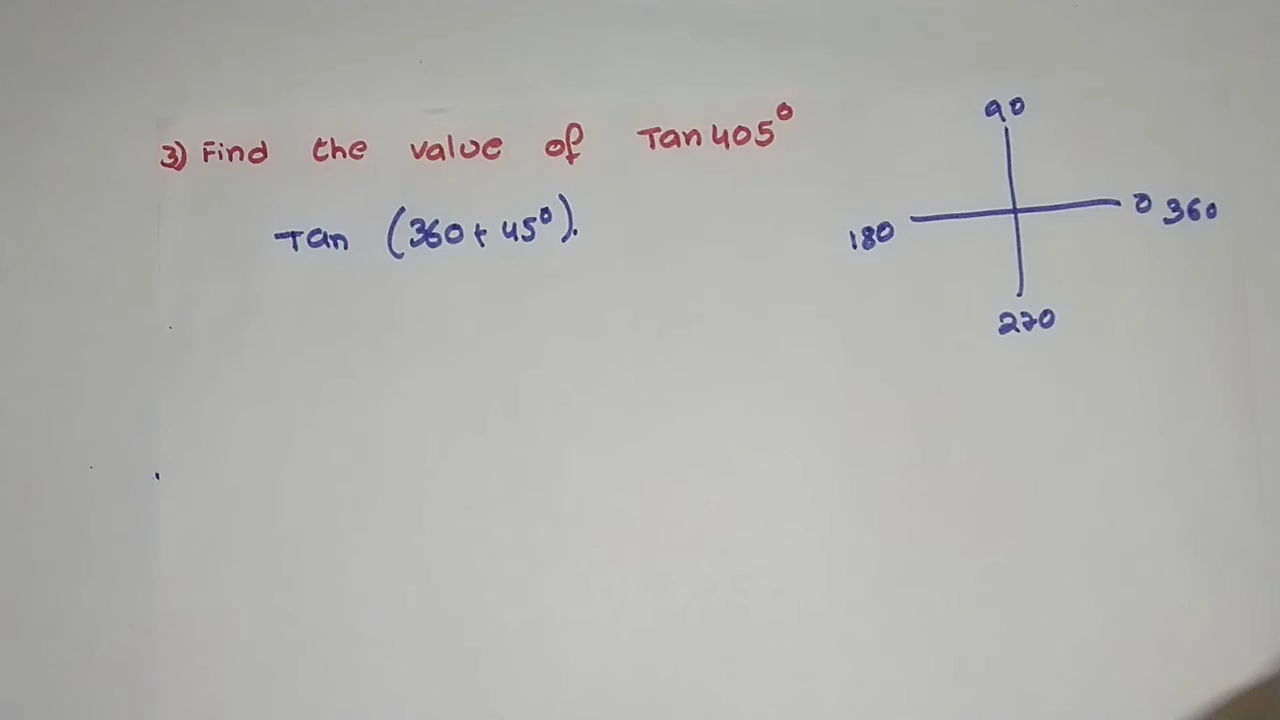 3) Find the value of Tan 405°
Tan (360 + 45°).
90
180
0 360
270